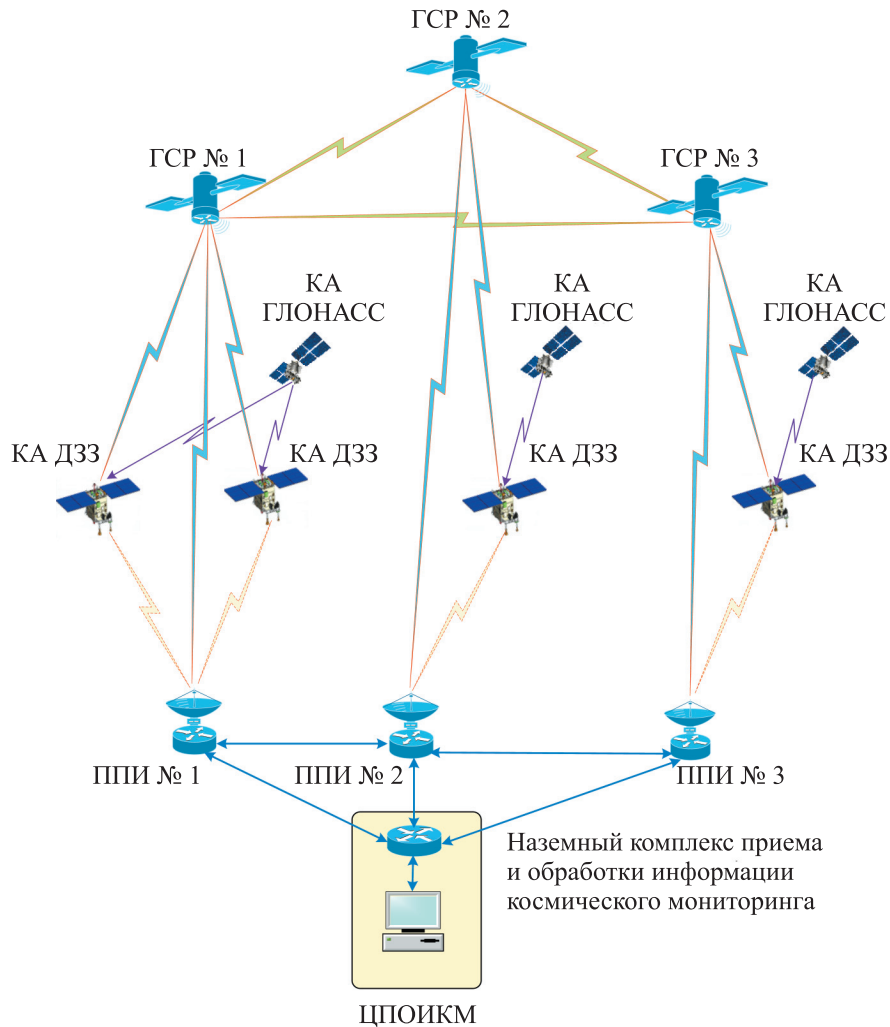 ГСР № 2
ГСР № 1
ГСР № 3
КА
ГЛОНАСС
КА
ГЛОНАСС
КА
ГЛОНАСС
КА ДЗЗ
КА ДЗЗ
КА ДЗЗ
КА ДЗЗ
ППИ № 1
ППИ № 2
ППИ № 3
Наземный комплекс приема
и обработки информации
космического мониторинга
ЦПОИКМ